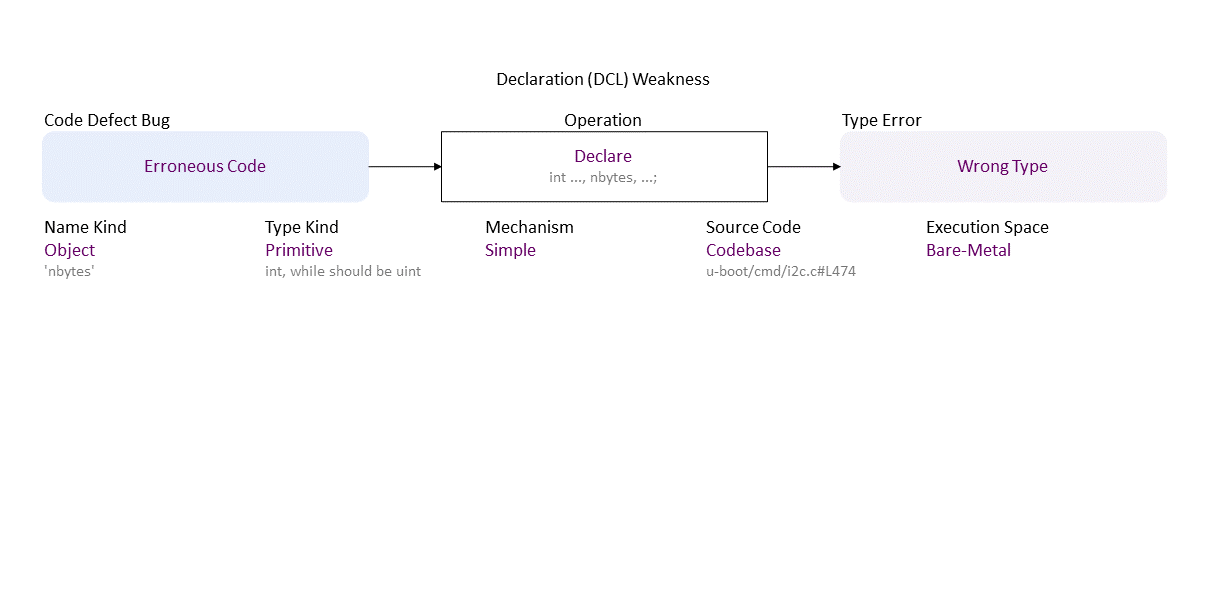 Declaration (DCL) Weakness
Code Defect Bug
Operation
Type Error
Erroneous Code
Declare
int ..., nbytes, ...;
Wrong Type
Name Kind
Object
'nbytes'
Type Kind
Primitive
int, while should be uint
Mechanism
Simple
Source Code
Codebase
u-boot/cmd/i2c.c#L474
Execution Space
Bare-Metal